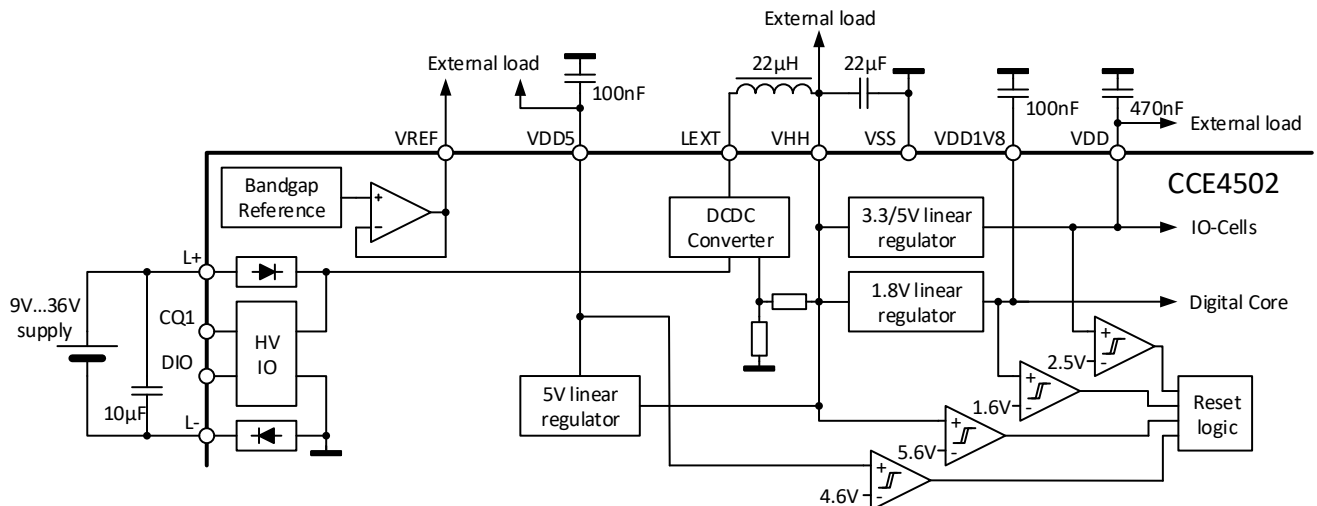 External load
External load
22µH
22µF
100nF
100nF
470nF
External load
VREF
VDD5
LEXT
VHH
VSS
VDD1V8
VDD
CCE4502
Bandgap
Reference
+
-
DCDC
Converter
3.3/5V linear
regulator
IO-Cells
L+
9V...36V
supply
CQ1
DIO
HV
IO
10µF
L-
1.8V linear
regulator
Digital Core
5V linear
regulator
+
-
2.5V
+
-
1.6V
+
-
5.6V
+
-
4.6V
Reset
logic